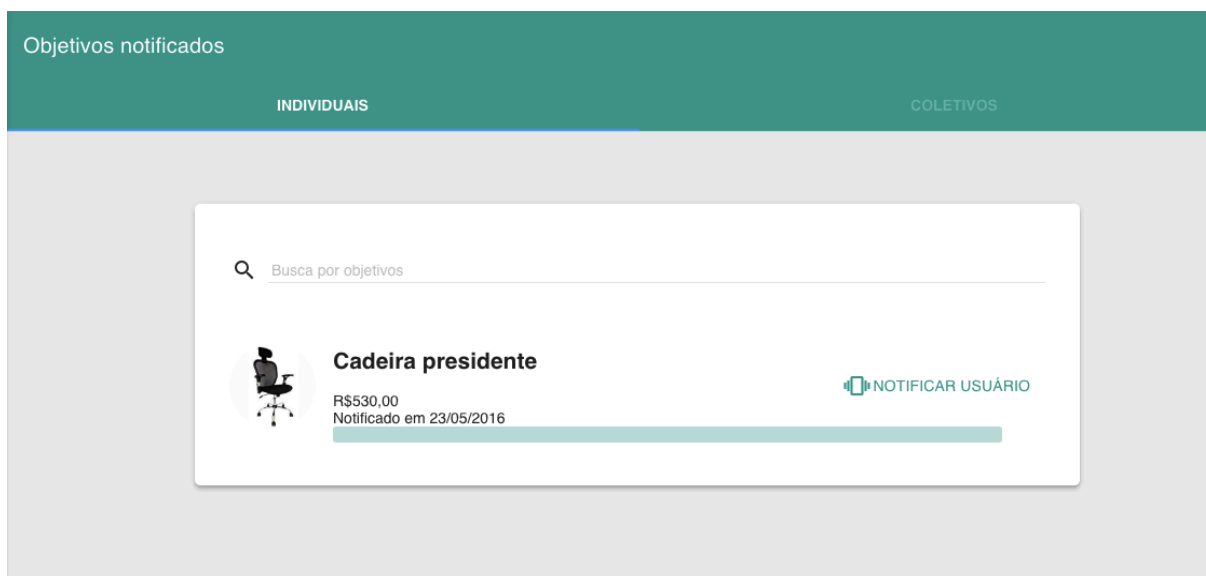 Objetivos notificados
INDIVIDUAIS
COLETIVOS
Busca por objetivos
Cadeira presidente
R$530,00
Notificado em 23/05/2016
NOTIFICAR USUÁRIO